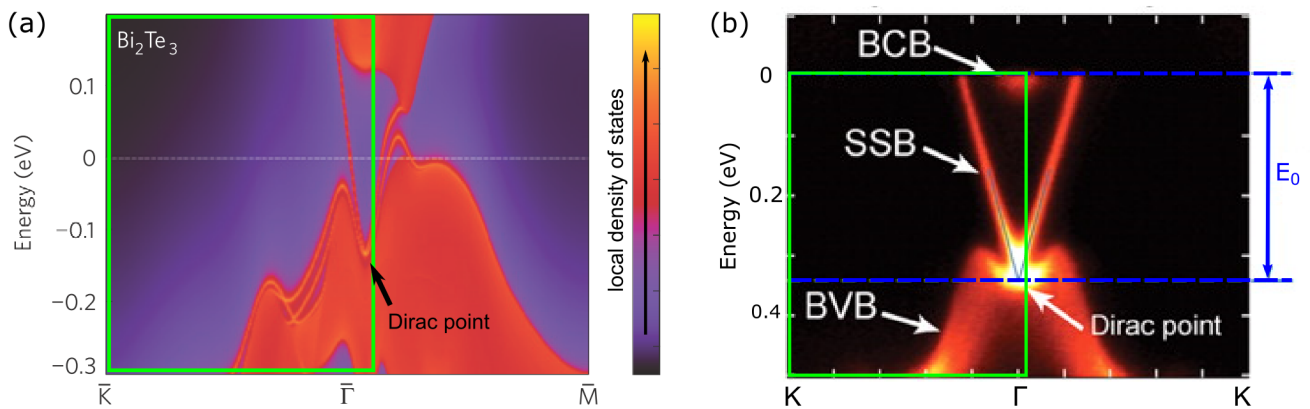 (a)
Bi₂Te₃
Energy (eV)
0.1
0
−0.1
−0.2
−0.3
K̄
Γ̄
M̄
Dirac point
local density of states
(b)
BCB
SSB
BVB
Dirac point
E₀
Energy (eV)
0
0.2
0.4
K
Γ
K